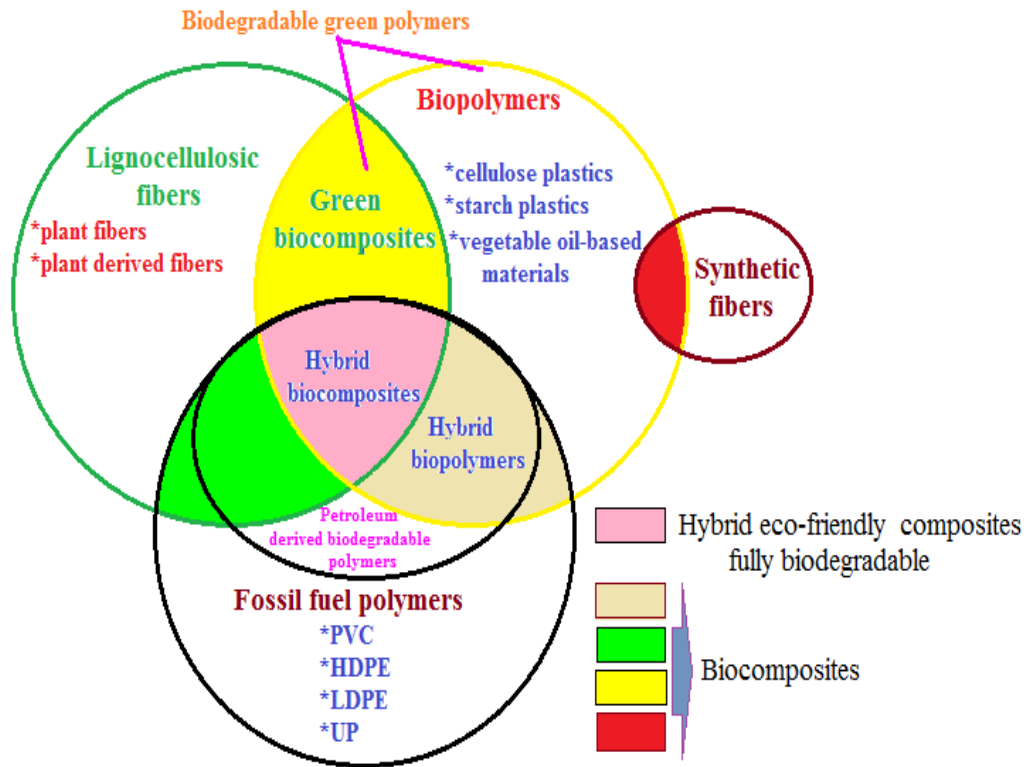 Biodegradable green polymers
Biopolymers
Lignocellulosic
fibers
*plant fibers
*plant derived fibers
Green
biocomposites
*cellulose plastics
*starch plastics
*vegetable oil-based
materials
Synthetic
fibers
Hybrid
biocomposites
Hybrid
biopolymers
Petroleum
derived biodegradable
polymers
Fossil fuel polymers
*PVC
*HDPE
*LDPE
*UP
Hybrid eco-friendly composites
fully biodegradable
Biocomposites